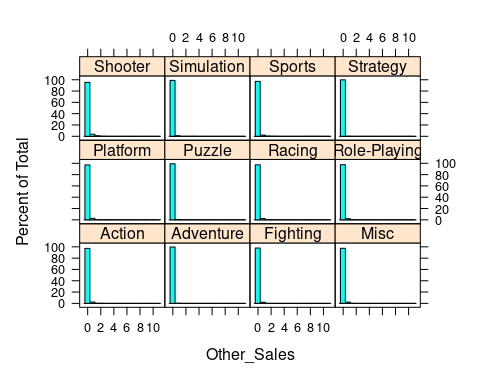 0 2 4 6 8 10 0 2 4 6 8 10
Shooter Simulation Sports Strategy
100
80
60
40
20
0
Platform Puzzle Racing Role-Playing
100
80
60
40
20
0
Action Adventure Fighting Misc
100
80
60
40
20
0
0 2 4 6 8 10 0 2 4 6 8 10
Percent of Total
Other_Sales